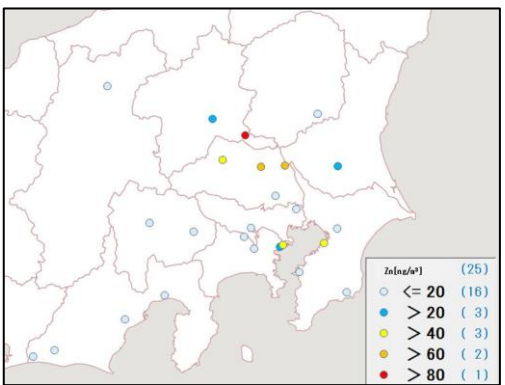 Zn[ng/m³] (25)
<= 20 (16)
> 20 ( 3)
> 40 ( 3)
> 60 ( 2)
> 80 ( 1)